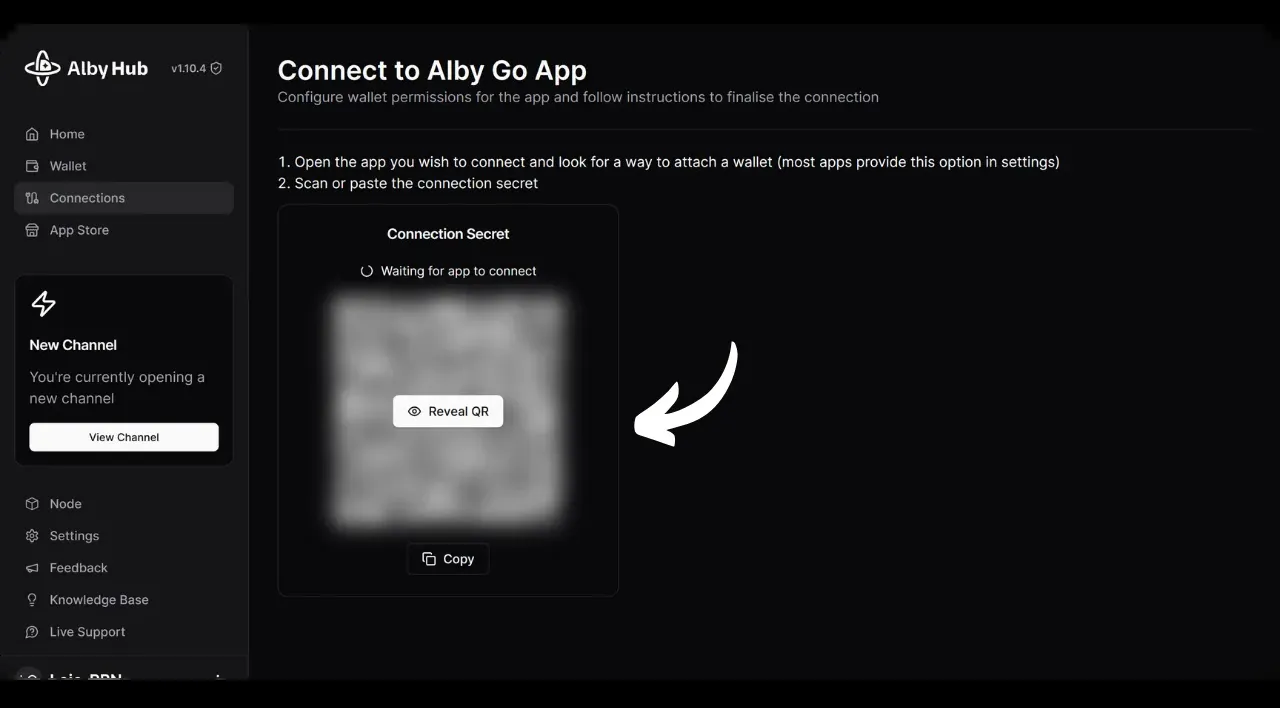 Alby Hub v1.10.4
Home
Wallet
Connections
App Store
New Channel
You're currently opening a
new channel
View Channel
Node
Settings
Feedback
Knowledge Base
Live Support
Connect to Alby Go App
Configure wallet permissions for the app and follow instructions to finalise the connection
1. Open the app you wish to connect and look for a way to attach a wallet (most apps provide this option in settings)
2. Scan or paste the connection secret
Connection Secret
Waiting for app to connect
Reveal QR
Copy